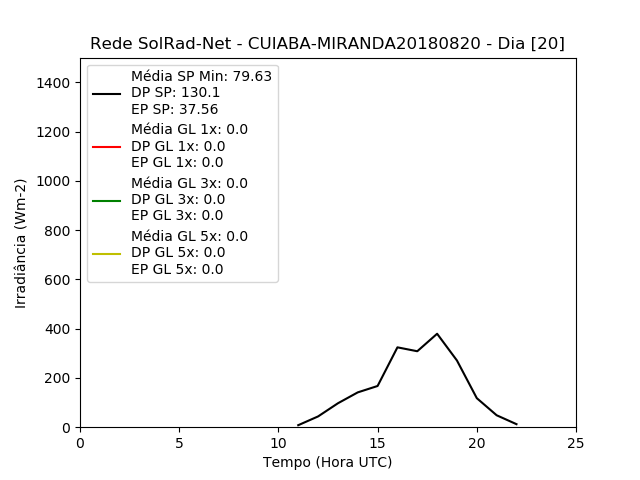 Rede SolRad-Net - CUIABA-MIRANDA20180820 - Dia [20]
Média SP Min: 79.63
DP SP: 130.1
EP SP: 37.56
Média GL 1x: 0.0
DP GL 1x: 0.0
EP GL 1x: 0.0
Média GL 3x: 0.0
DP GL 3x: 0.0
EP GL 3x: 0.0
Média GL 5x: 0.0
DP GL 5x: 0.0
EP GL 5x: 0.0
1400
1200
1000
800
600
400
200
0
Irradiância (Wm-2)
0 5 10 15 20 25
Tempo (Hora UTC)